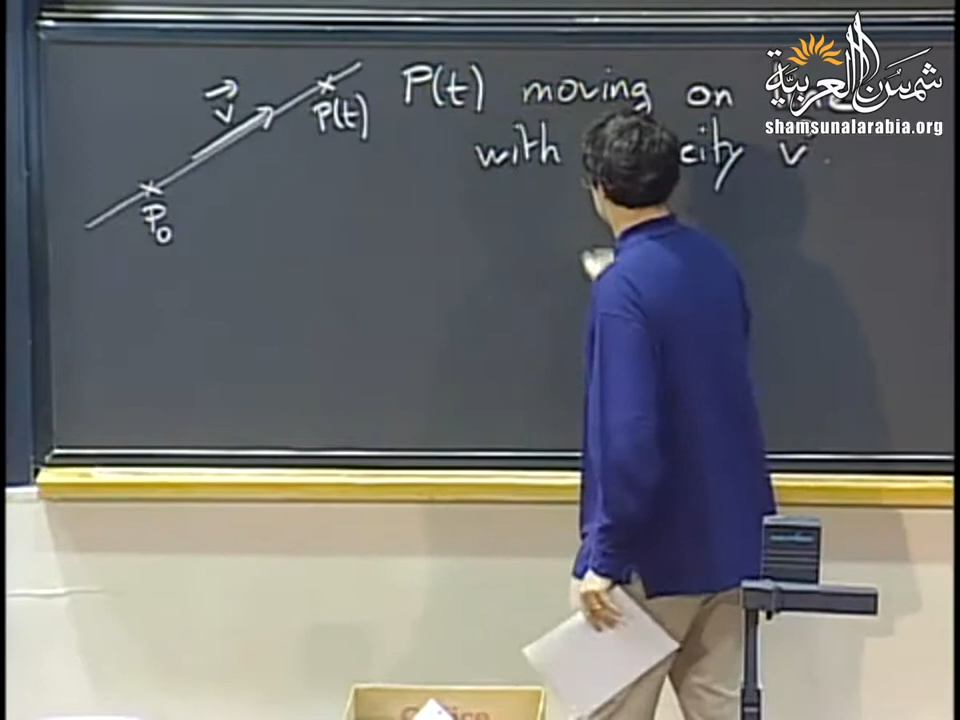 v⃗
P(t)
P₀
P(t) moving on
with city v⃗.
شمس العربية
shamsunalarabia.org